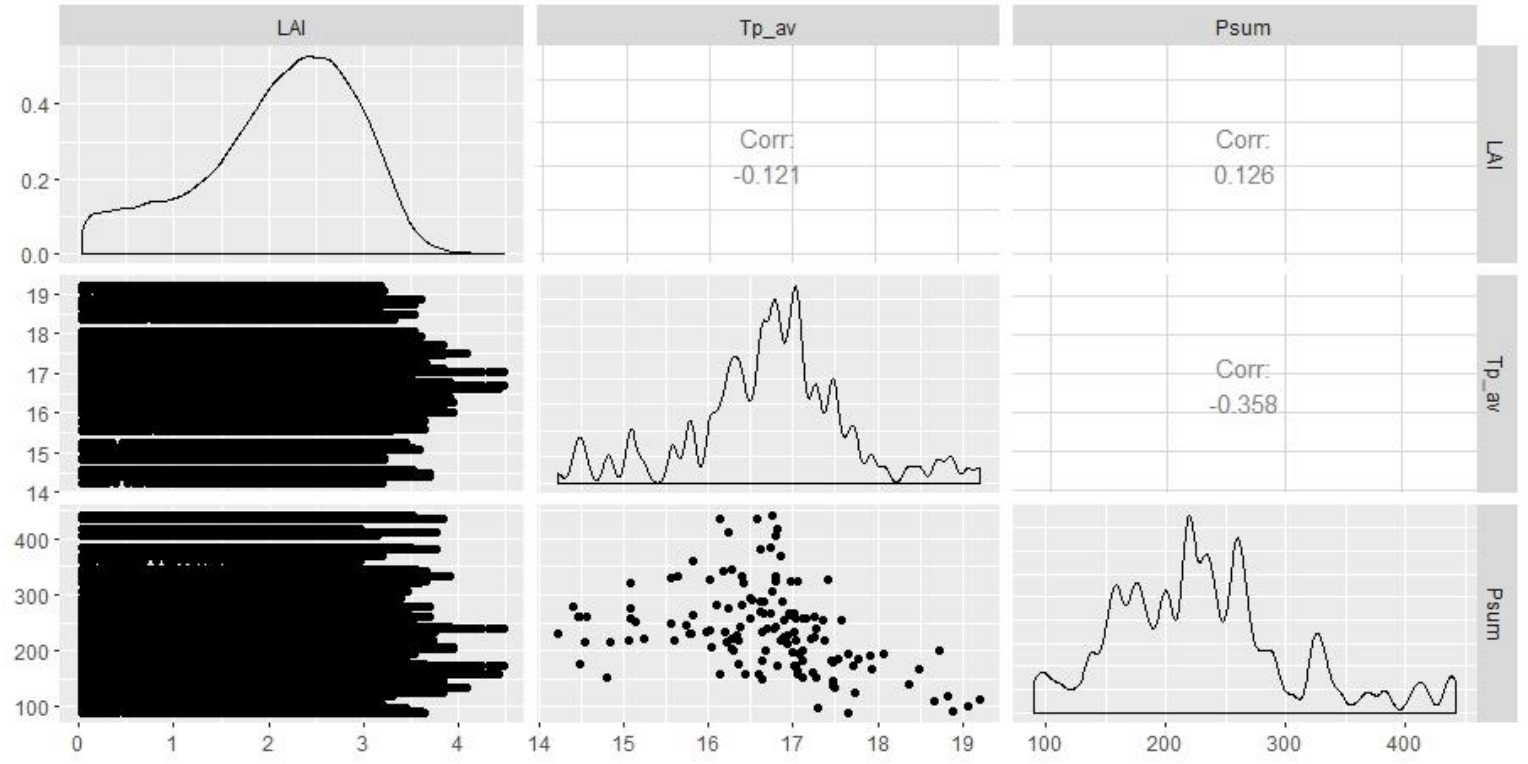 LAI Tp_av Psum
0.4
0.2
0.0
Corr:
-0.121
Corr:
0.126
LAI
19
18
17
16
15
14
Corr:
-0.358
Tp_av
400
300
200
100
Psum
0 1 2 3 4
14 15 16 17 18 19
100 200 300 400